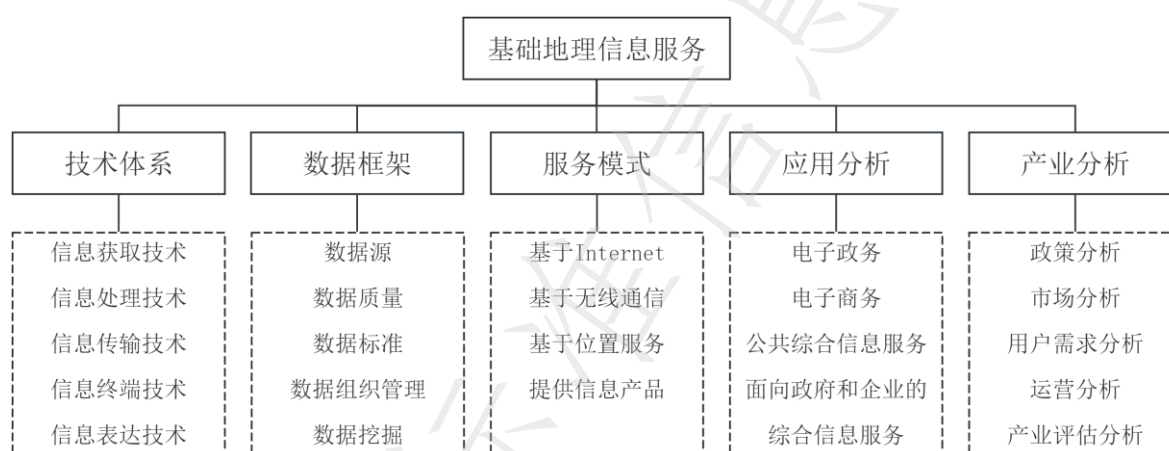 基础地理信息服务
技术体系
数据框架
服务模式
应用分析
产业分析
信息获取技术
信息处理技术
信息传输技术
信息终端技术
信息表达技术
数据源
数据质量
数据标准
数据组织管理
数据挖掘
基于Internet
基于无线通信
基于位置服务
提供信息产品
电子政务
电子商务
公共综合信息服务
面向政府和企业的
综合信息服务
政策分析
市场分析
用户需求分析
运营分析
产业评估分析